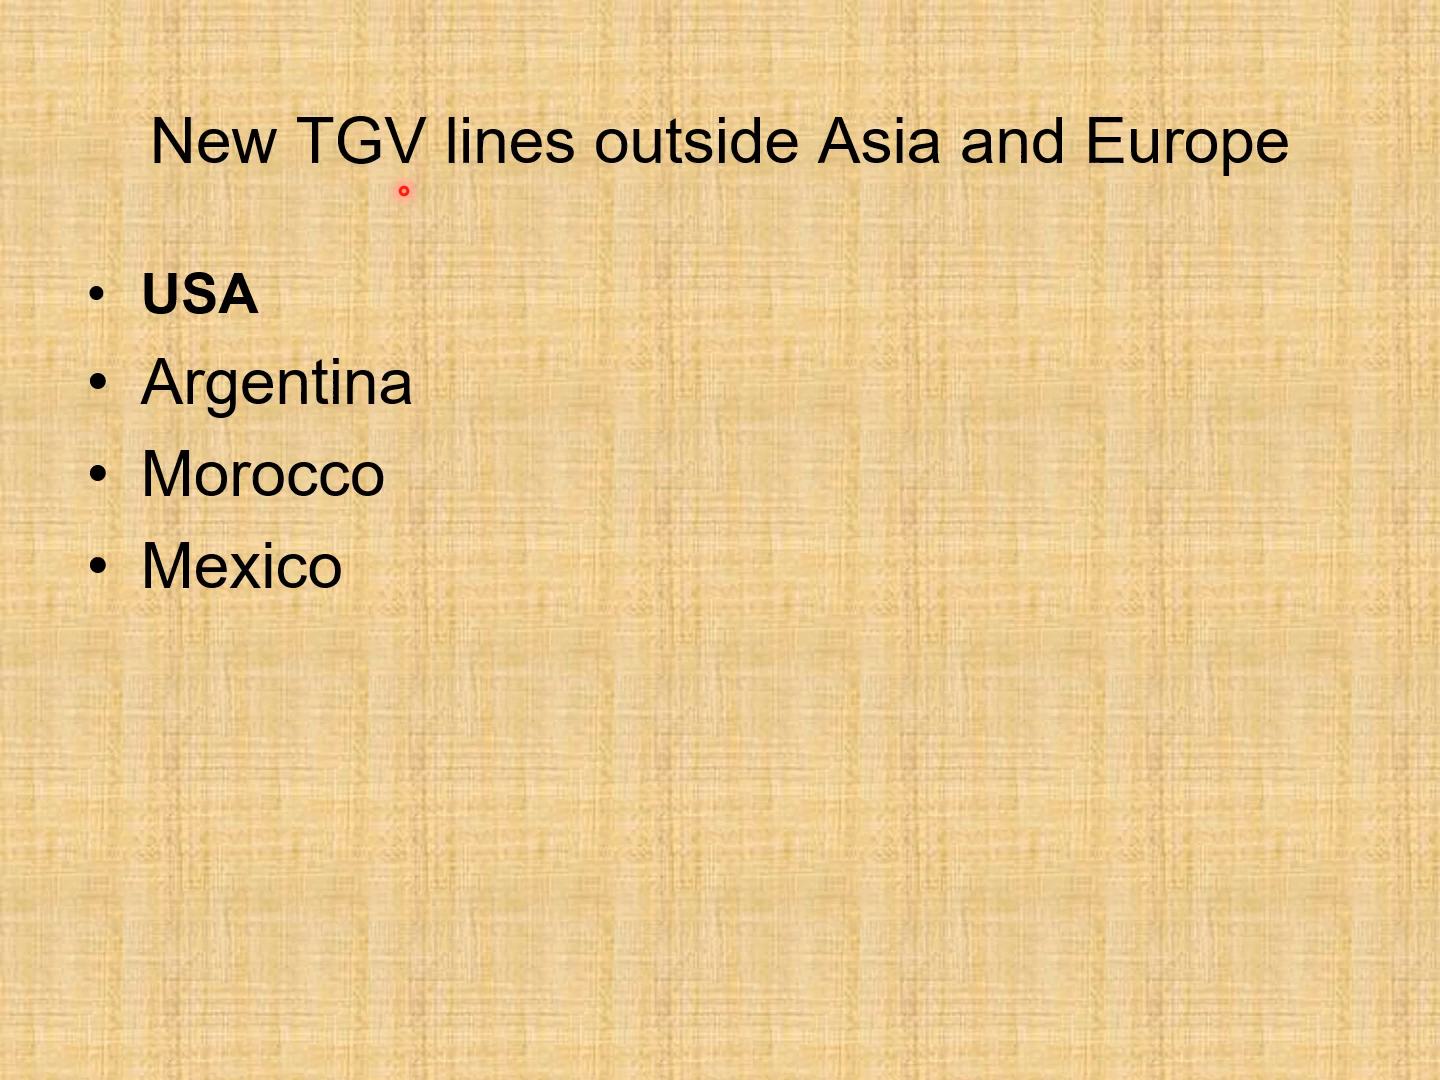 New TGV lines outside Asia and Europe
• USA
• Argentina
• Morocco
• Mexico